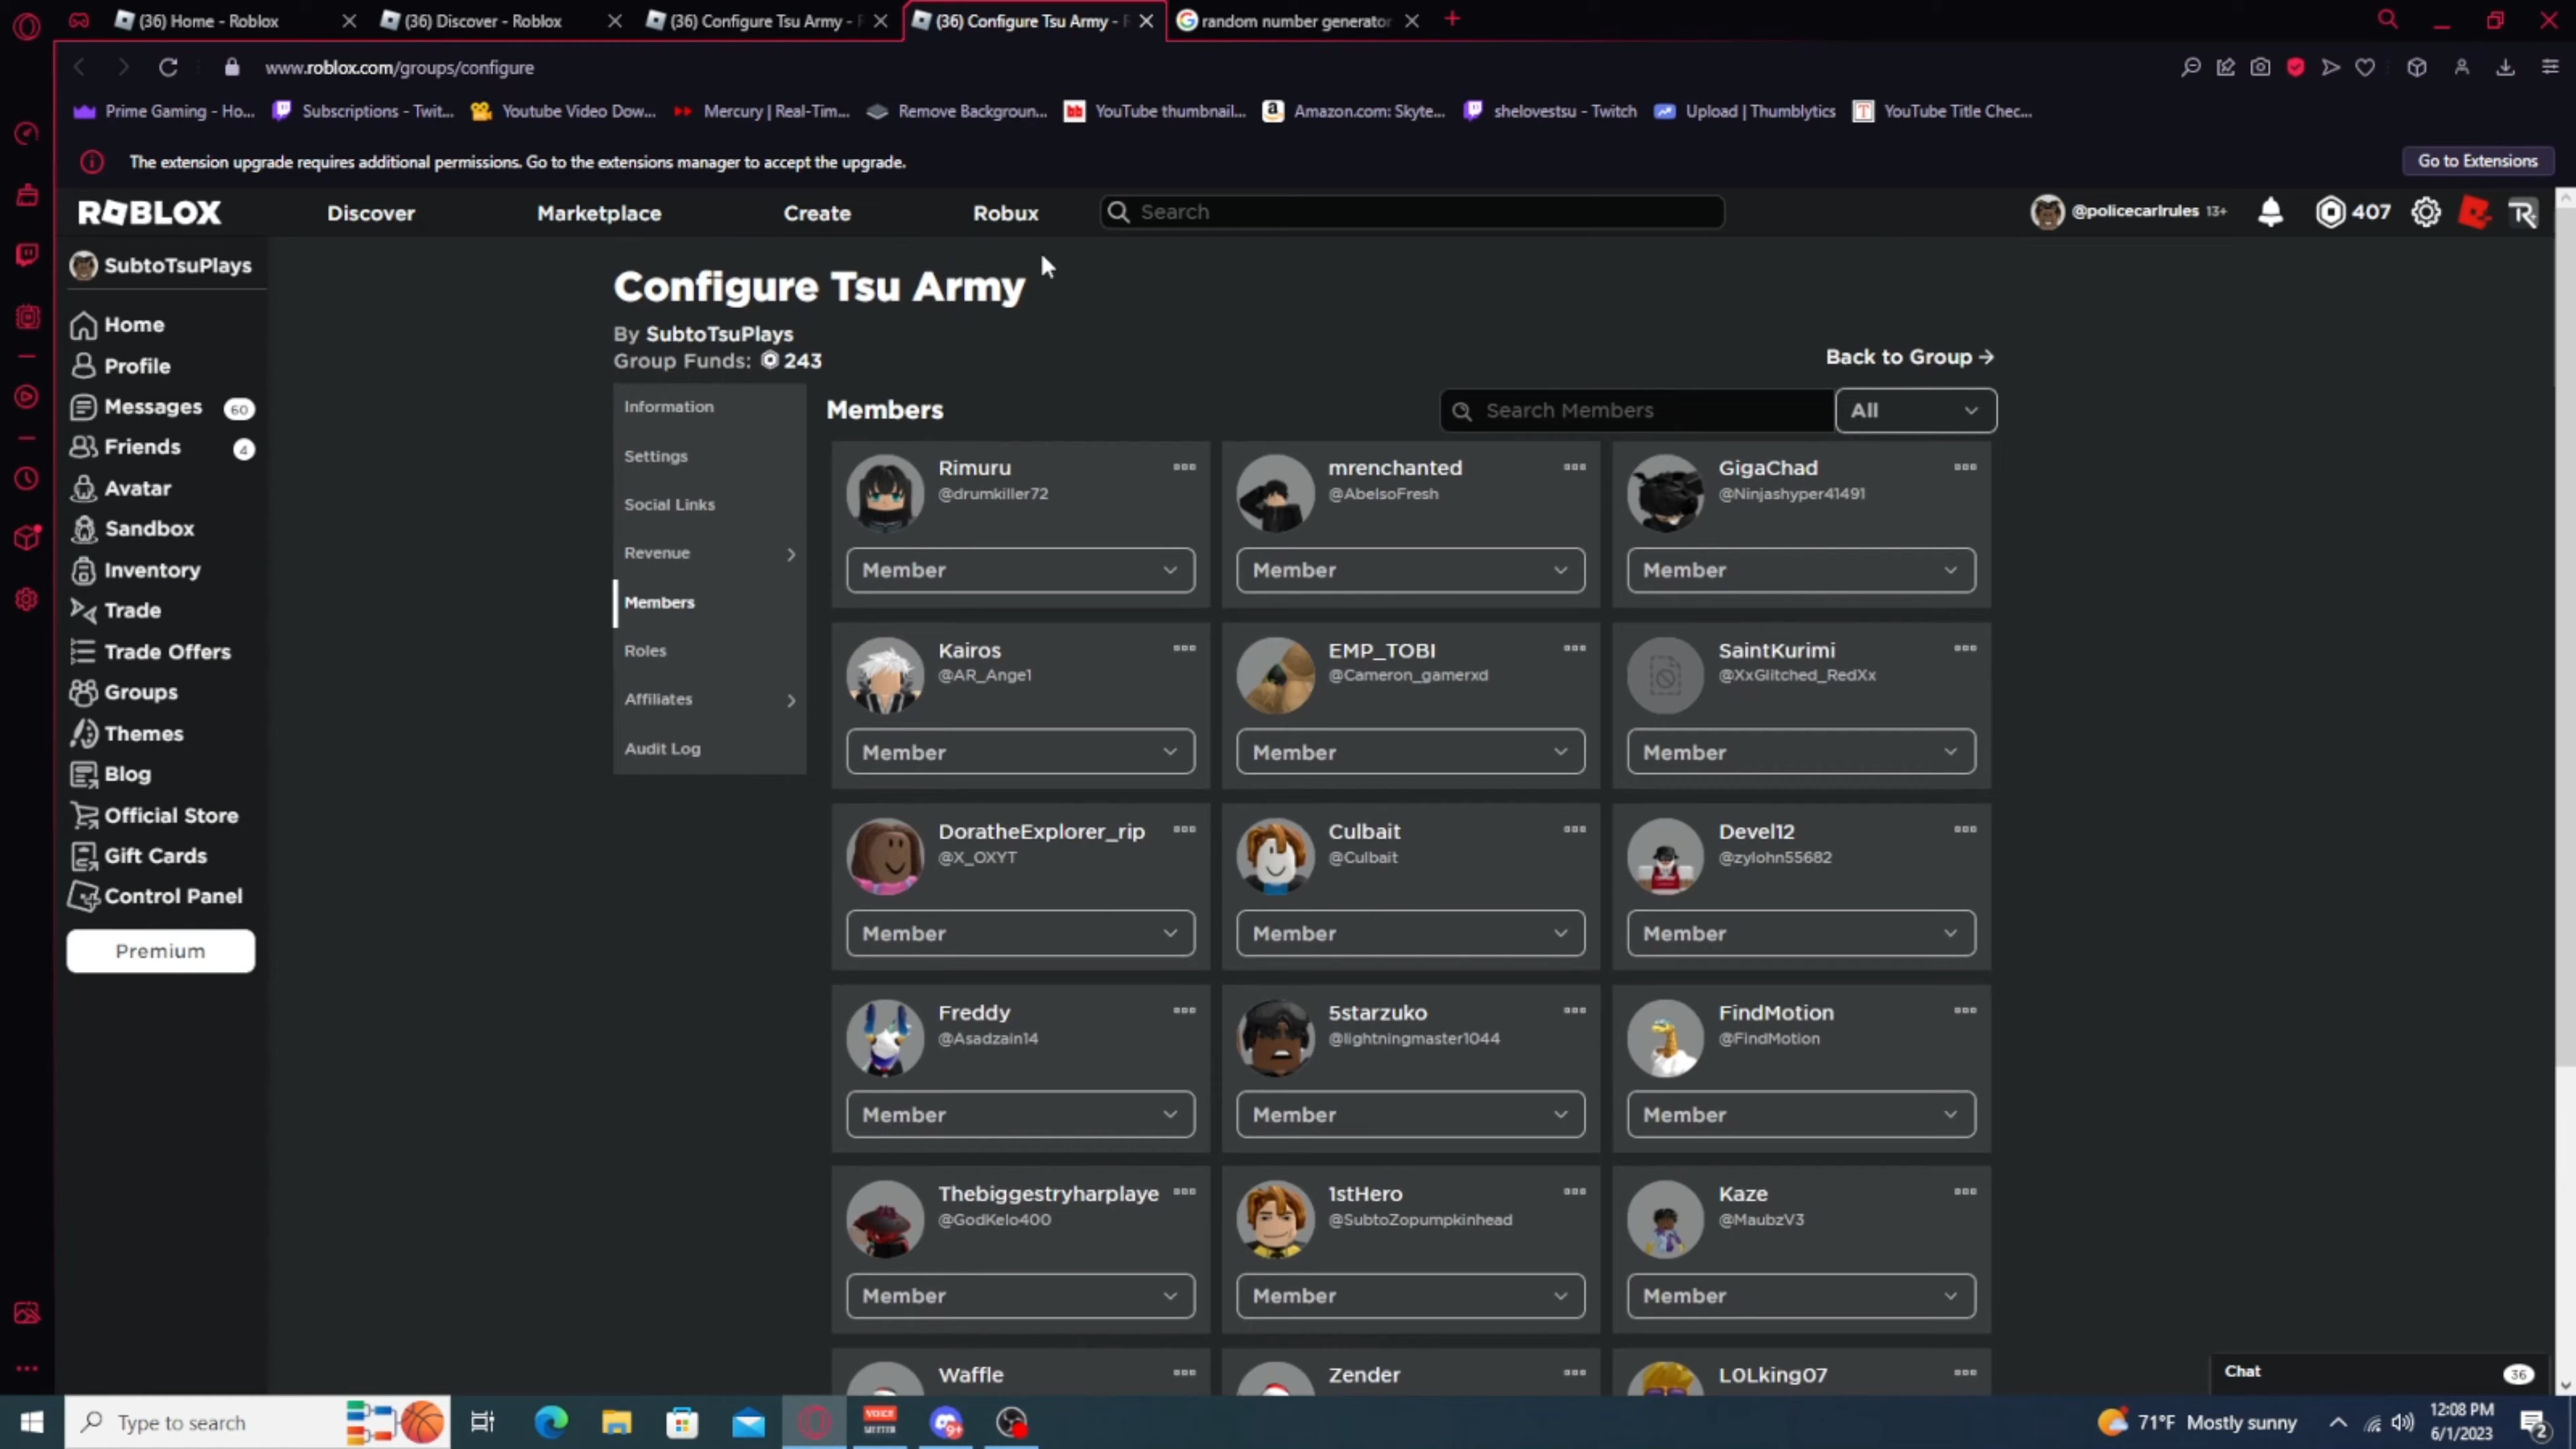 (36) Home - Roblox
(36) Discover - Roblox
(36) Configure Tsu Army -
(36) Configure Tsu Army -
random number generator
www.roblox.com/groups/configure
Prime Gaming - Ho...
Subscriptions - Twit...
Youtube Video Dow...
Mercury | Real-Tim...
Remove Backgroun...
YouTube thumbnail...
Amazon.com: Skyte...
shelovestsu - Twitch
Upload | Thumblytics
YouTube Title Chec...
The extension upgrade requires additional permissions. Go to the extensions manager to accept the upgrade.
Go to Extensions
ROBLOX
Discover
Marketplace
Create
Robux
Search
@policecarlrules 13+
407
SubtoTsuPlays
Home
Profile
Messages 60
Friends 4
Avatar
Sandbox
Inventory
Trade
Trade Offers
Groups
Themes
Blog
Official Store
Gift Cards
Control Panel
Premium
Configure Tsu Army
By SubtoTsuPlays
Group Funds: 243
Back to Group
Information
Settings
Social Links
Revenue
Members
Roles
Affiliates
Audit Log
Members
Search Members
All
Rimuru
@drumkiller72
Member
mrenchanted
@AbelsoFresh
Member
GigaChad
@Ninjashyper41491
Member
Kairos
@AR_Ange1
Member
EMP_TOBI
@Cameron_gamerxd
Member
SaintKurimi
@XxGlitched_RedXx
Member
DoratheExplorer_rip
@X_OXYT
Member
Culbait
@Culbait
Member
Devel12
@zylohn55682
Member
Freddy
@Asadzain14
Member
5starzuko
@lightningmaster1044
Member
FindMotion
@FindMotion
Member
Thebiggestryharplaye
@GodKelo400
Member
1stHero
@SubtoZopumpkinhead
Member
Kaze
@MaubzV3
Member
Waffle
Zender
L0Lking07
Chat
36
Type to search
VOICE
MEETER
9+
71°F Mostly sunny
12:08 PM
6/1/2023
2